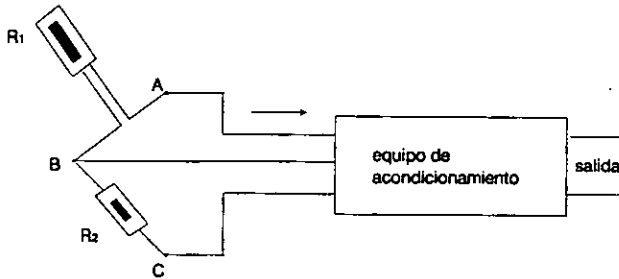 R1
A
B
equipo de
acondicionamiento
salida
R2
C